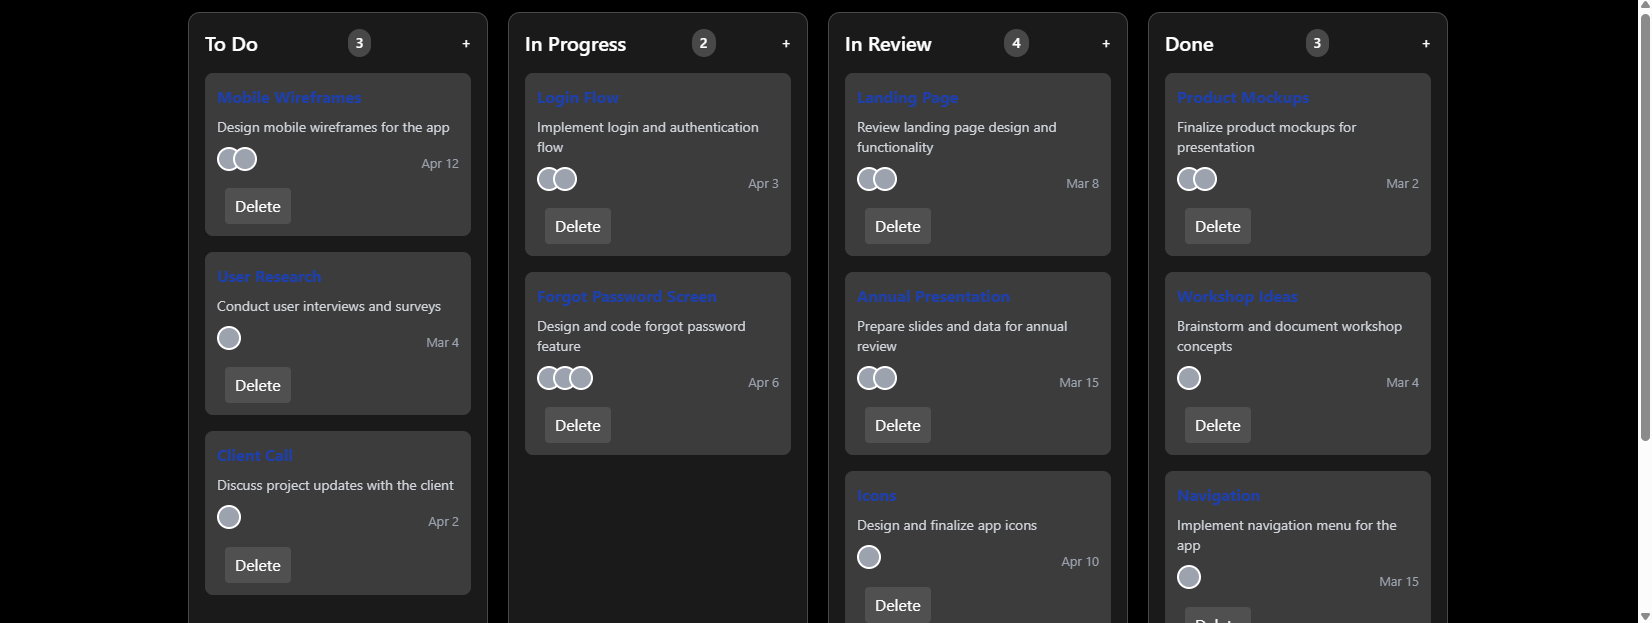 To Do
3
+
Mobile Wireframes
Design mobile wireframes for the app
Apr 12
Delete
User Research
Conduct user interviews and surveys
Mar 4
Delete
Client Call
Discuss project updates with the client
Apr 2
Delete
In Progress
2
+
Login Flow
Implement login and authentication
flow
Apr 3
Delete
Forgot Password Screen
Design and code forgot password
feature
Apr 6
Delete
In Review
4
+
Landing Page
Review landing page design and
functionality
Mar 8
Delete
Annual Presentation
Prepare slides and data for annual
review
Mar 15
Delete
Icons
Design and finalize app icons
Apr 10
Delete
Done
3
+
Product Mockups
Finalize product mockups for
presentation
Mar 2
Delete
Workshop Ideas
Brainstorm and document workshop
concepts
Mar 4
Delete
Navigation
Implement navigation menu for the
app
Mar 15
Delete